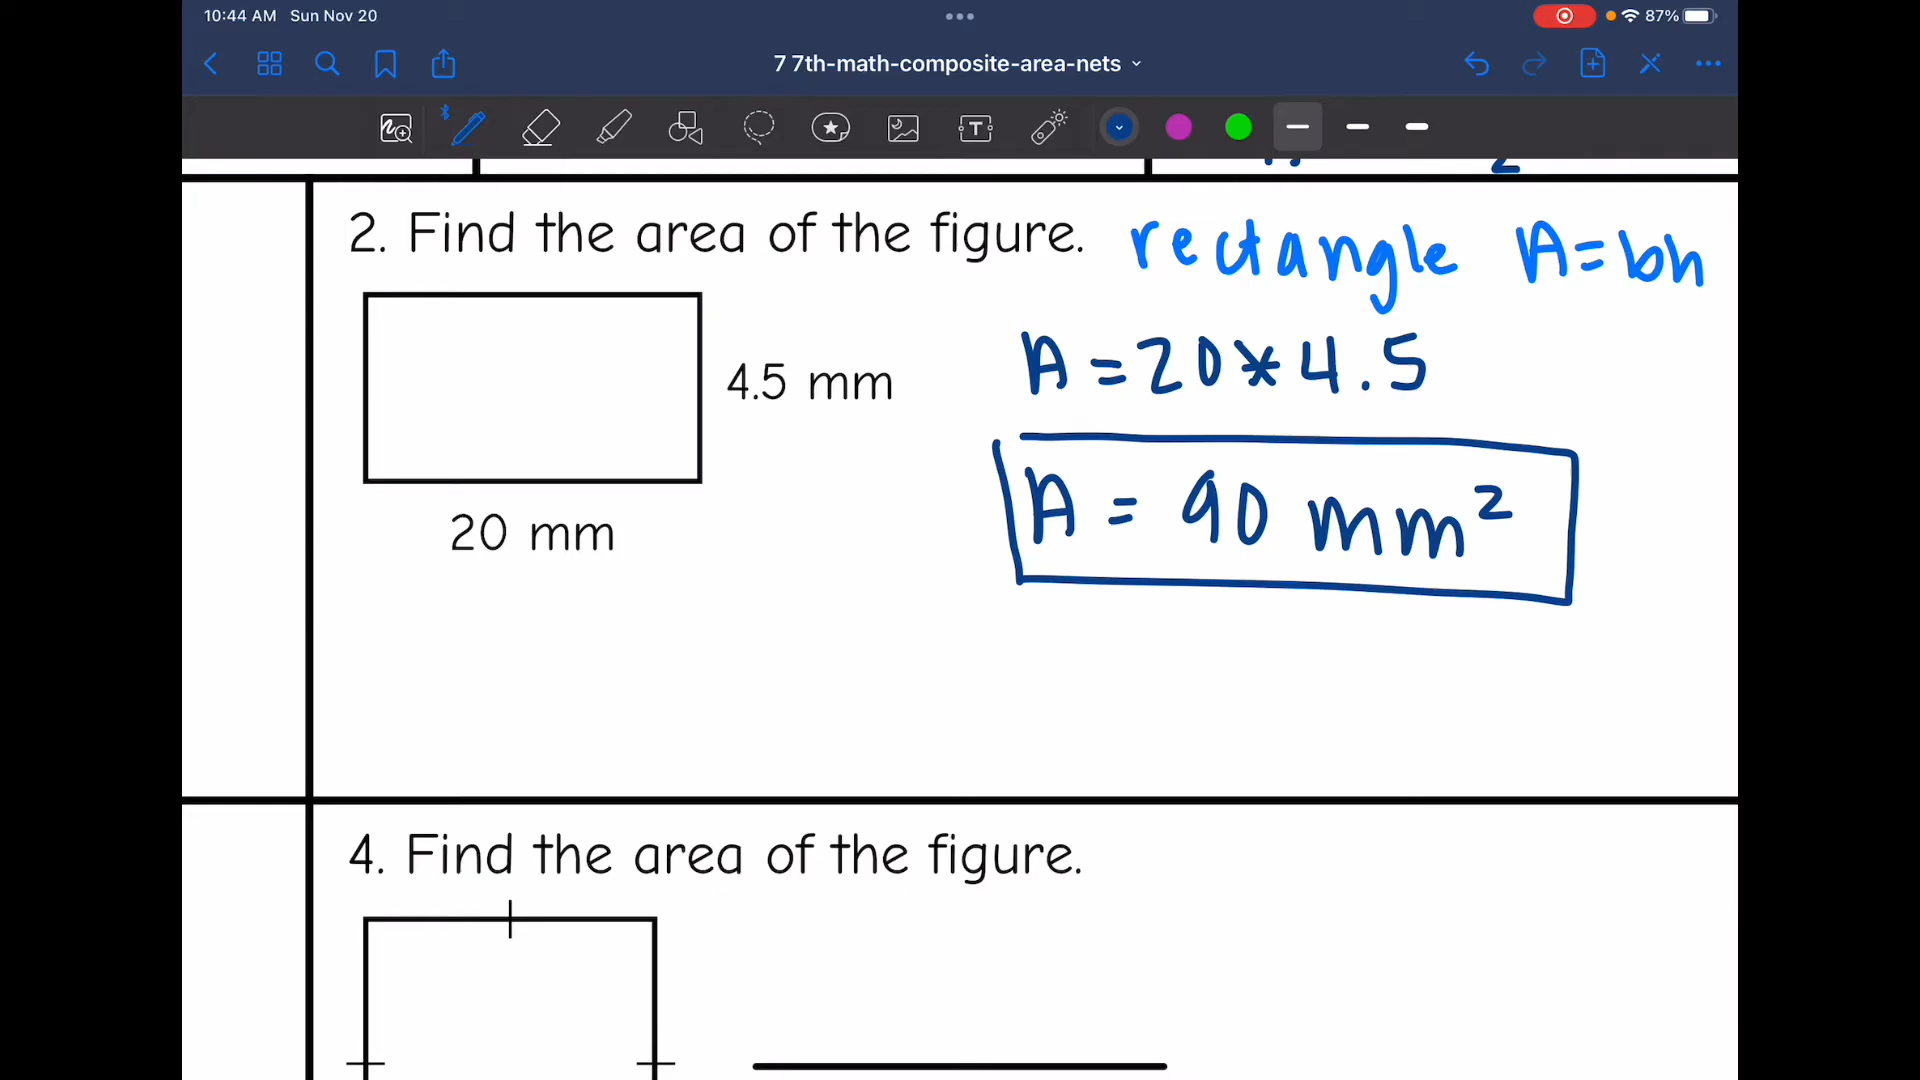 10:44 AM Sun Nov 20
87%
7 7th-math-composite-area-nets
T
2. Find the area of the figure. rectangle A=bh
A = 20 * 4.5
4.5 mm
A = 90 mm²
20 mm
4. Find the area of the figure.